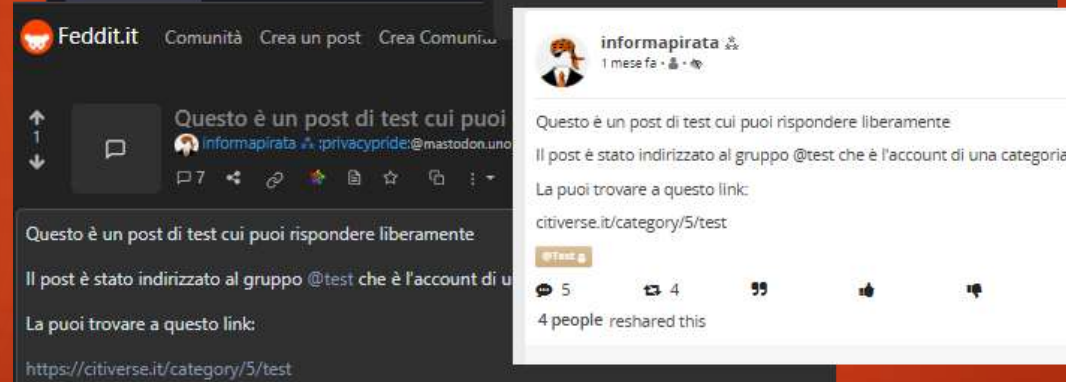 Feddit.it Comunità Crea un post Crea Comuni
1
Questo è un post di test cui puoi
informapirata :privacypride:@mastodon.uno
7
Questo è un post di test cui puoi rispondere liberamente
Il post è stato indirizzato al gruppo @test che è l'account di u
La puoi trovare a questo link:
https://citiverse.it/category/5/test
informapirata
1 mese fa
Questo è un post di test cui puoi rispondere liberamente
Il post è stato indirizzato al gruppo @test che è l'account di una categoria
La puoi trovare a questo link:
citiverse.it/category/5/test
@Test
5 4
4 people reshared this